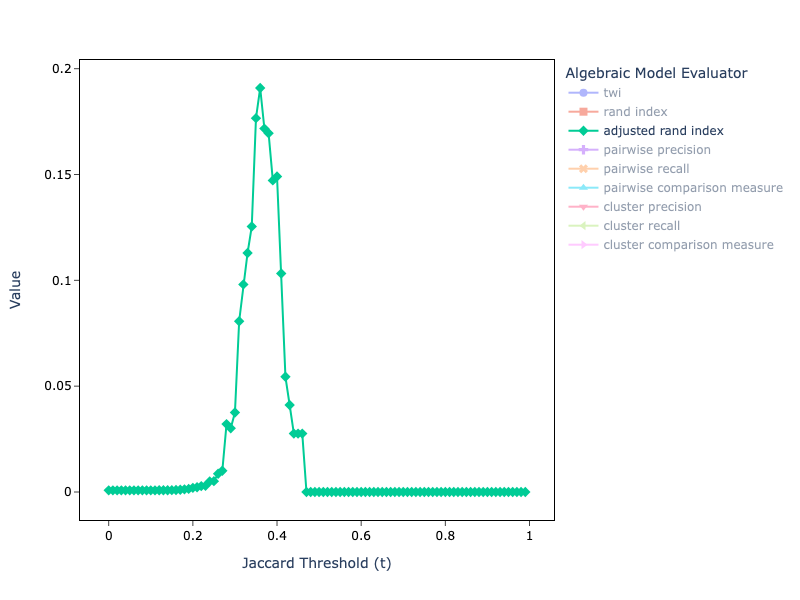 Algebraic Model Evaluator
twi
rand index
adjusted rand index
pairwise precision
pairwise recall
pairwise comparison measure
cluster precision
cluster recall
cluster comparison measure
0.2
0.15
0.1
0.05
0
Value
0 0.2 0.4 0.6 0.8 1
Jaccard Threshold (t)